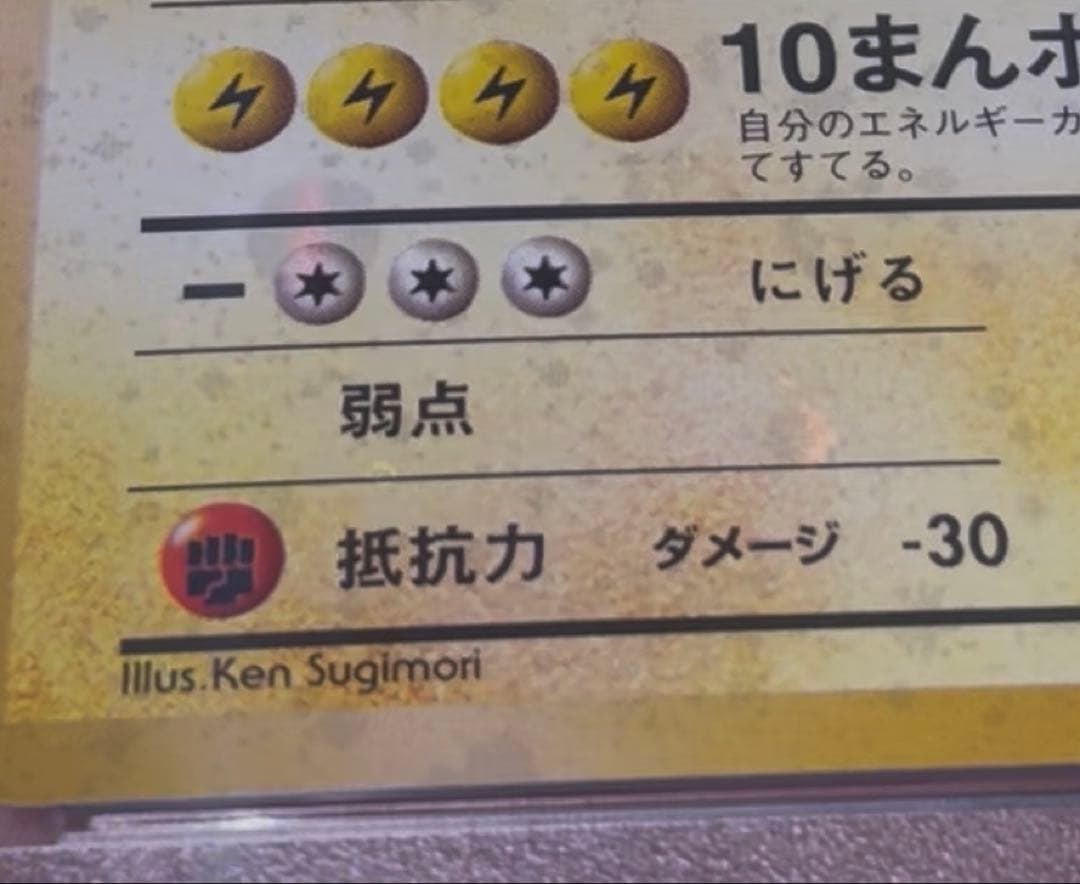 10まんボ
自分のエネルギーカ
てすてる。
にげる
弱点
抵抗力 ダメージ -30
Illus.Ken Sugimori